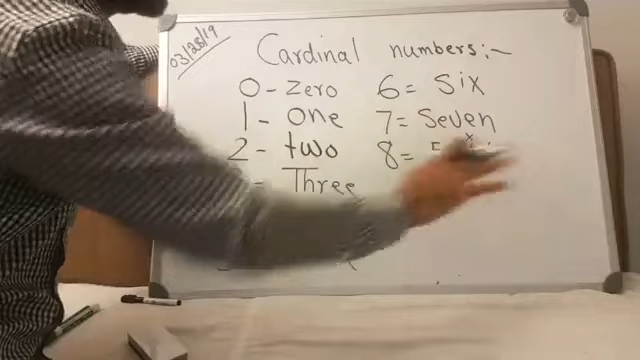 03/28/19
Cardinal numbers:-
0 - Zero
1 - One
2 - two
Three
6 = Six
7 = Seven
8 =